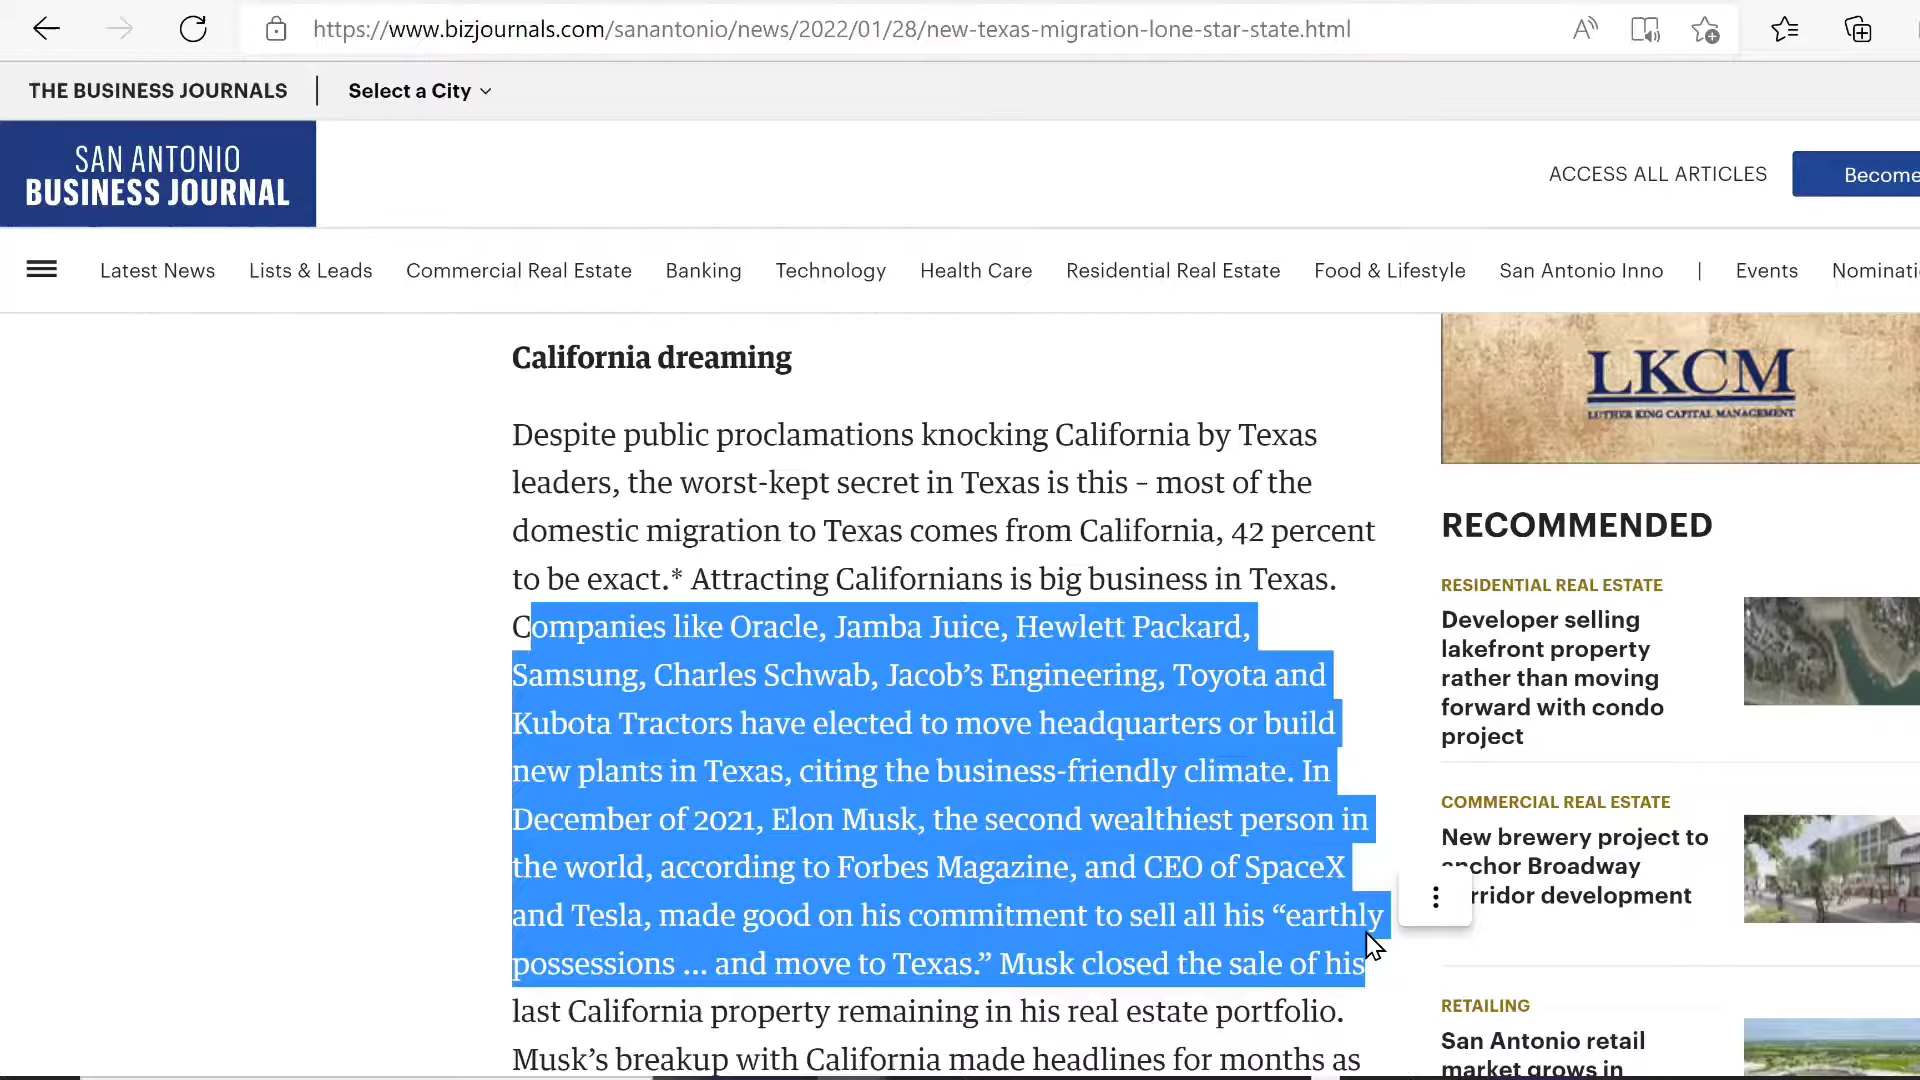 https://www.bizjournals.com/sanantonio/news/2022/01/28/new-texas-migration-lone-star-state.html
THE BUSINESS JOURNALS
Select a City
SAN ANTONIO
BUSINESS JOURNAL
ACCESS ALL ARTICLES
Become
Latest News
Lists & Leads
Commercial Real Estate
Banking
Technology
Health Care
Residential Real Estate
Food & Lifestyle
San Antonio Inno
|
Events
Nominati
California dreaming
Despite public proclamations knocking California by Texas
leaders, the worst-kept secret in Texas is this – most of the
domestic migration to Texas comes from California, 42 percent
to be exact.* Attracting Californians is big business in Texas.
Companies like Oracle, Jamba Juice, Hewlett Packard,
Samsung, Charles Schwab, Jacob’s Engineering, Toyota and
Kubota Tractors have elected to move headquarters or build
new plants in Texas, citing the business-friendly climate. In
December of 2021, Elon Musk, the second wealthiest person in
the world, according to Forbes Magazine, and CEO of SpaceX
and Tesla, made good on his commitment to sell all his “earthly
possessions ... and move to Texas.” Musk closed the sale of his
last California property remaining in his real estate portfolio.
Musk’s breakup with California made headlines for months as
LKCM
LUTHER KING CAPITAL MANAGEMENT
RECOMMENDED
RESIDENTIAL REAL ESTATE
Developer selling
lakefront property
rather than moving
forward with condo
project
COMMERCIAL REAL ESTATE
New brewery project to
anchor Broadway
rridor development
RETAILING
San Antonio retail
market grows in